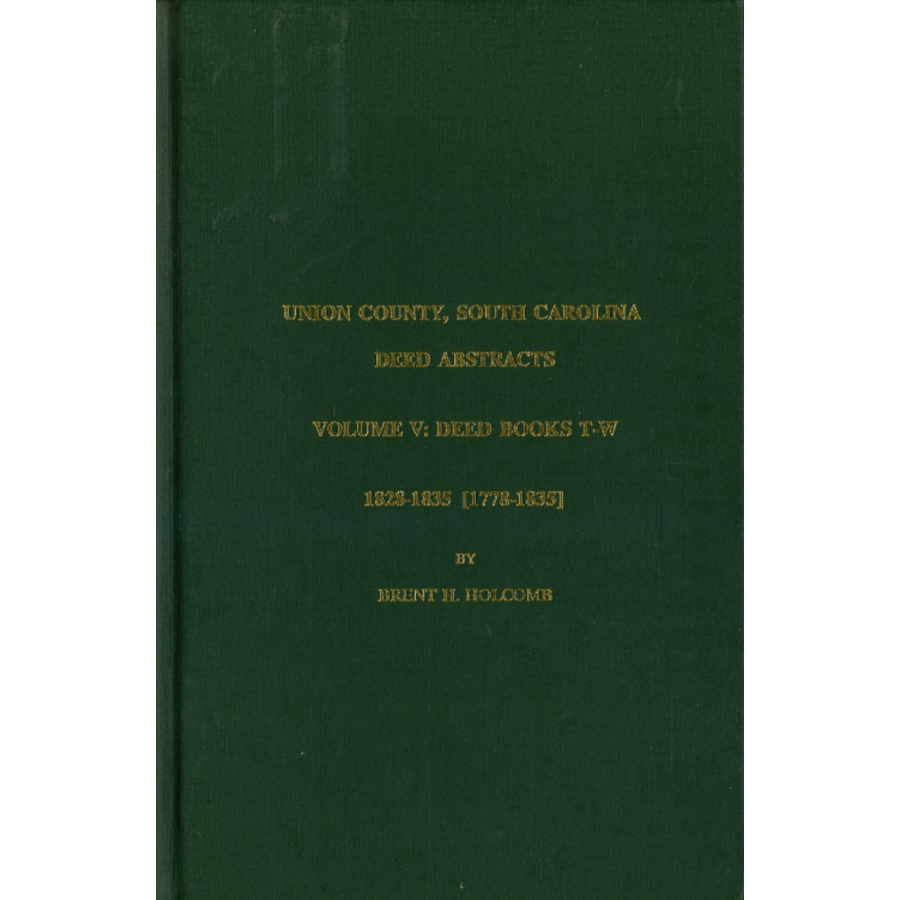 UNION COUNTY, SOUTH CAROLINA
DEED ABSTRACTS
VOLUME V: DEED BOOKS T-W
1828-1835 [1778-1835]
BY
BRENT H. HOLCOMB